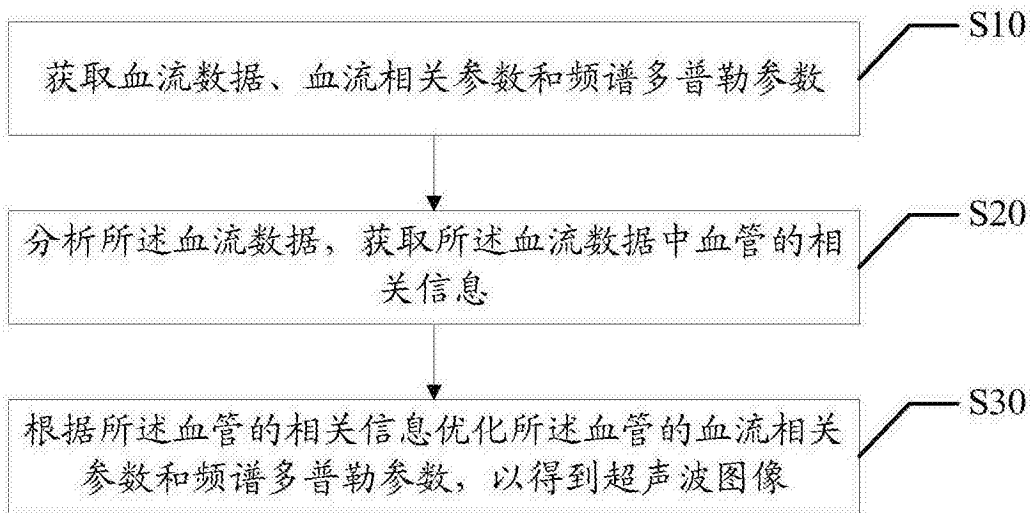 S10
获取血流数据、血流相关参数和频谱多普勒参数
S20
分析所述血流数据，获取所述血流数据中血管的相
关信息
S30
根据所述血管的相关信息优化所述血管的血流相关
参数和频谱多普勒参数，以得到超声波图像